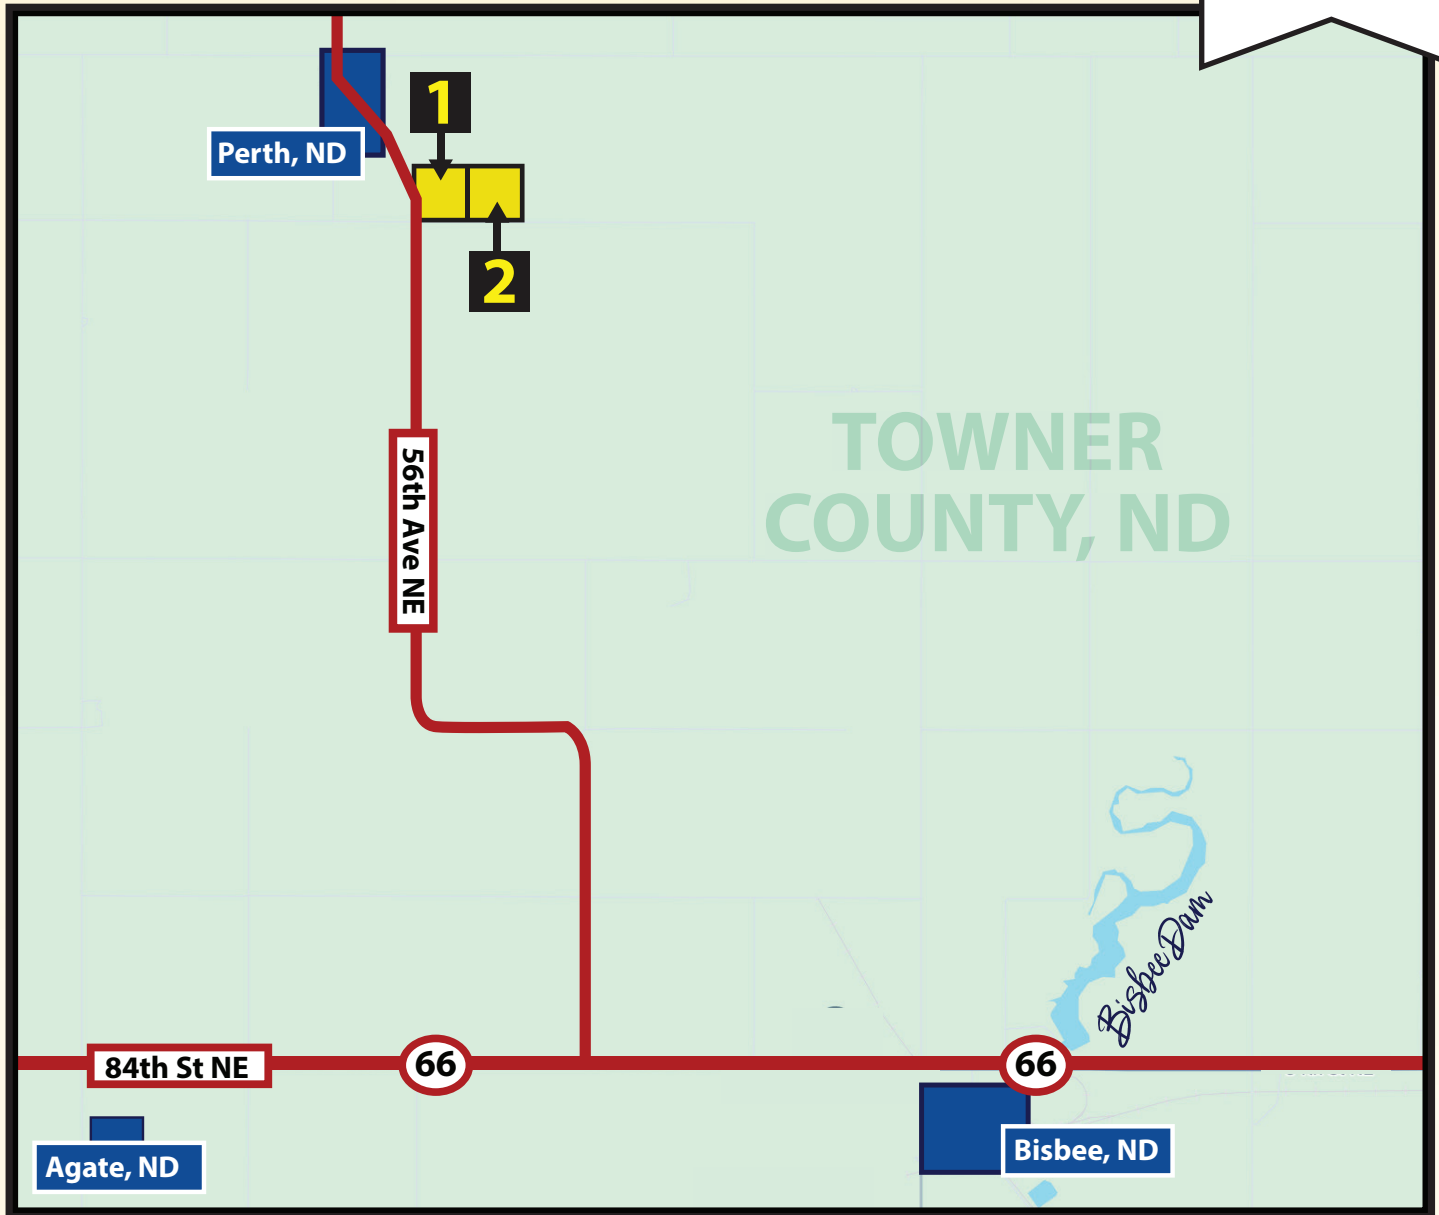 1
Perth, ND
2
TOWNER
COUNTY, ND
56th Ave NE
Bisbee Dam
84th St NE
66
66
Agate, ND
Bisbee, ND